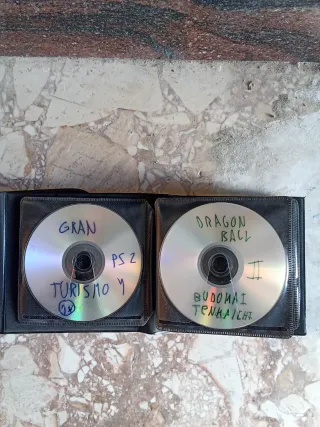 GRAN
PS2
TURISMO 4
DRAGON
BALL
II
BUDOKAI
TENKAICHI